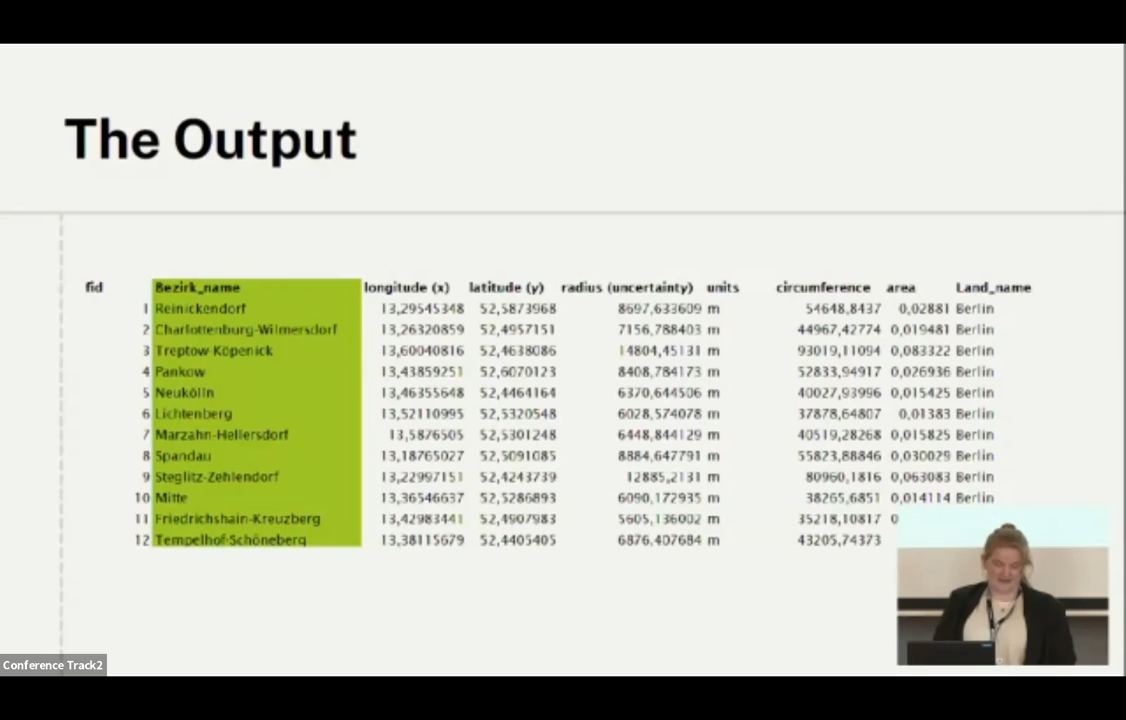 The Output
fid Bezirk_name longitude (x) latitude (y) radius (uncertainty) units circumference area Land_name
1 Reinickendorf 13,29545348 52,5873968 8697,633609 m 54648,8437 0,02881 Berlin
2 Charlottenburg-Wilmersdorf 13,26320859 52,4957151 7156,788403 m 44967,42774 0,019481 Berlin
3 Treptow-Köpenick 13,60040816 52,4638086 14804,45131 m 93019,11094 0,083322 Berlin
4 Pankow 13,43859251 52,6070123 8408,784173 m 52833,94917 0,026936 Berlin
5 Neukölln 13,46355648 52,4464164 6370,644506 m 40027,93996 0,015425 Berlin
6 Lichtenberg 13,52110995 52,5320548 6028,574078 m 37878,64807 0,01383 Berlin
7 Marzahn-Hellersdorf 13,5876505 52,5301248 6448,844129 m 40519,28268 0,015825 Berlin
8 Spandau 13,18765027 52,5091085 8884,647791 m 55823,88846 0,030029 Berlin
9 Steglitz-Zehlendorf 13,22997151 52,4243739 12885,2131 m 80960,1816 0,063083 Berlin
10 Mitte 13,36546637 52,5286893 6090,172935 m 38265,6851 0,014114 Berlin
11 Friedrichshain-Kreuzberg 13,42983441 52,4907983 5605,136002 m 35218,10817 0
12 Tempelhof-Schöneberg 13,38115679 52,4405405 6876,407684 m 43205,74373
Conference Track2